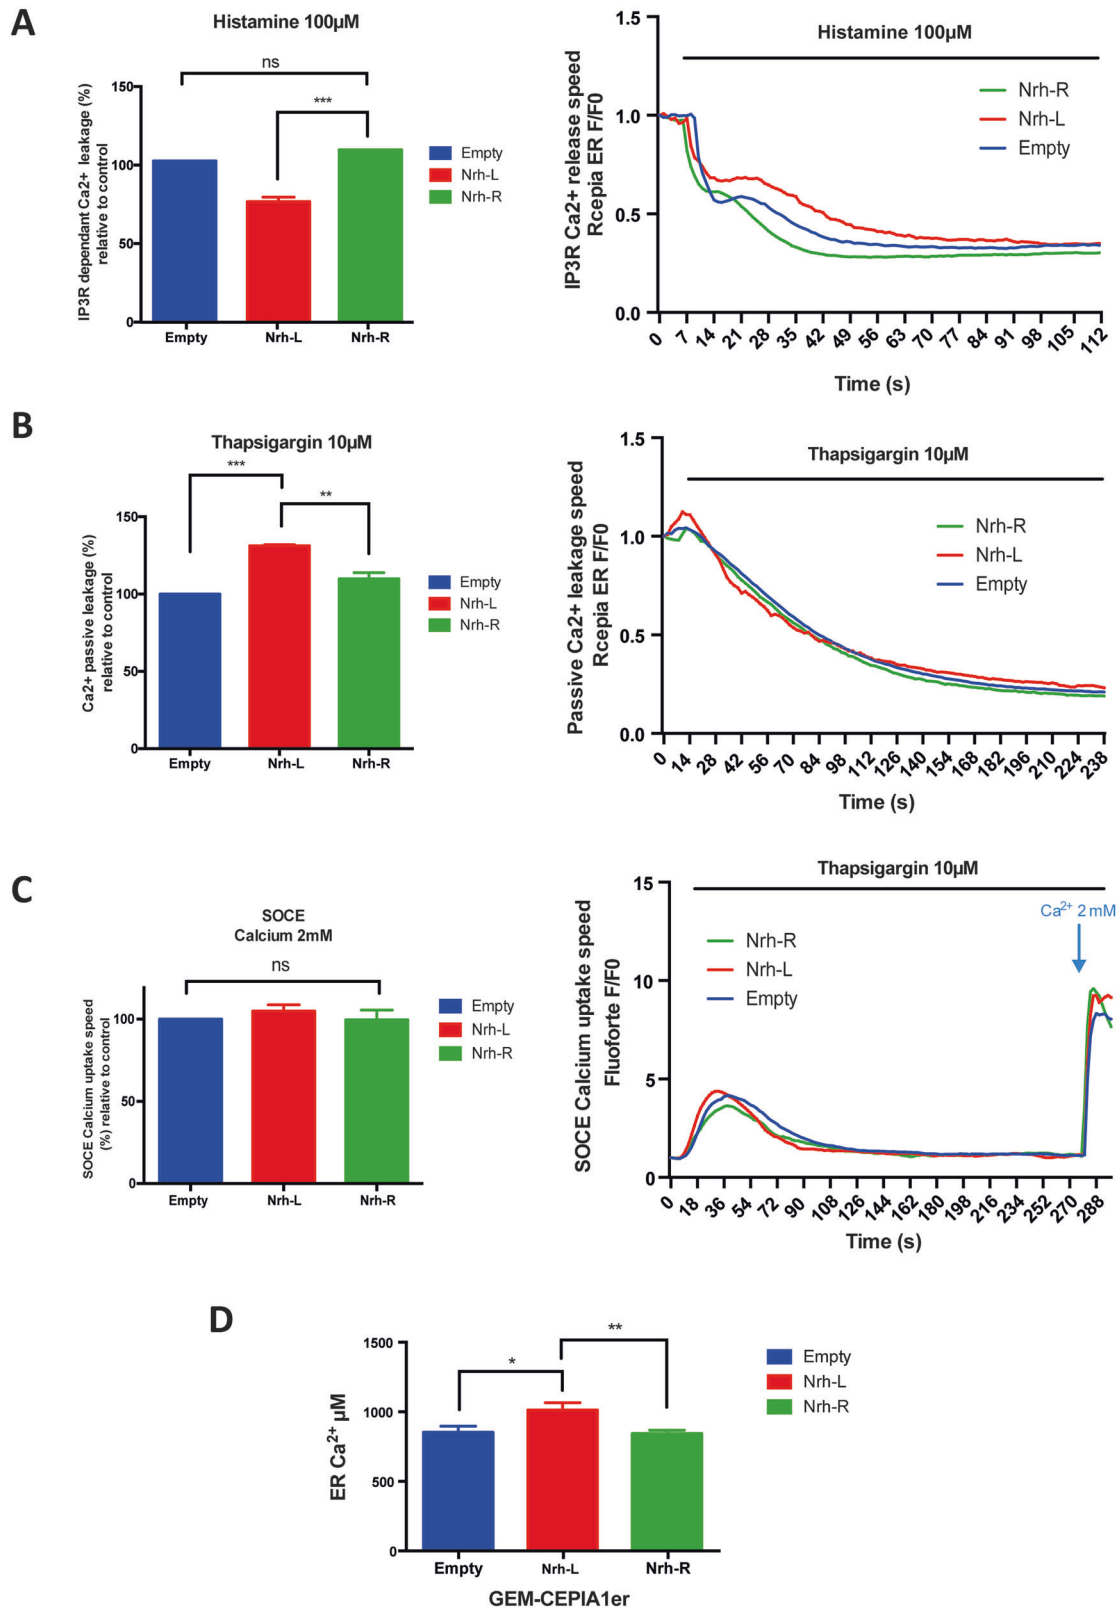 A
Histamine 100µM
ns
***
IP3R dependant Ca2+ leakage (%)
relative to control
150
100
50
0
Empty
Nrh-L
Nrh-R
Empty
Nrh-L
Nrh-R
Histamine 100µM
IP3R Ca2+ release speed
Rcepia ER F/F0
1.5
1.0
0.5
0.0
Nrh-R
Nrh-L
Empty
0 7 14 21 28 35 42 49 56 63 70 77 84 91 98 105 112
Time (s)
B
Thapsigargin 10µM
***
**
Ca2+ passive leakage (%)
relative to control
150
100
50
0
Empty
Nrh-L
Nrh-R
Empty
Nrh-L
Nrh-R
Thapsigargin 10µM
Passive Ca2+ leakage speed
Rcepia ER F/F0
1.5
1.0
0.5
0.0
Nrh-R
Nrh-L
Empty
0 14 28 42 56 70 84 98 112 126 140 154 168 182 196 210 224 238
Time (s)
C
SOCE
Calcium 2mM
ns
SOCE Calcium uptake speed
(%) relative to control
100
50
0
Empty
Nrh-L
Nrh-R
Empty
Nrh-L
Nrh-R
Thapsigargin 10µM
Ca²⁺ 2 mM
SOCE Calcium uptake speed
Fluoforte F/F0
15
10
5
0
Nrh-R
Nrh-L
Empty
0 18 36 54 72 90 108 126 144 162 180 198 216 234 252 270 288
Time (s)
D
*
**
ER Ca²⁺ µM
1500
1000
500
0
Empty
Nrh-L
Nrh-R
Empty
Nrh-L
Nrh-R
GEM-CEPIA1er